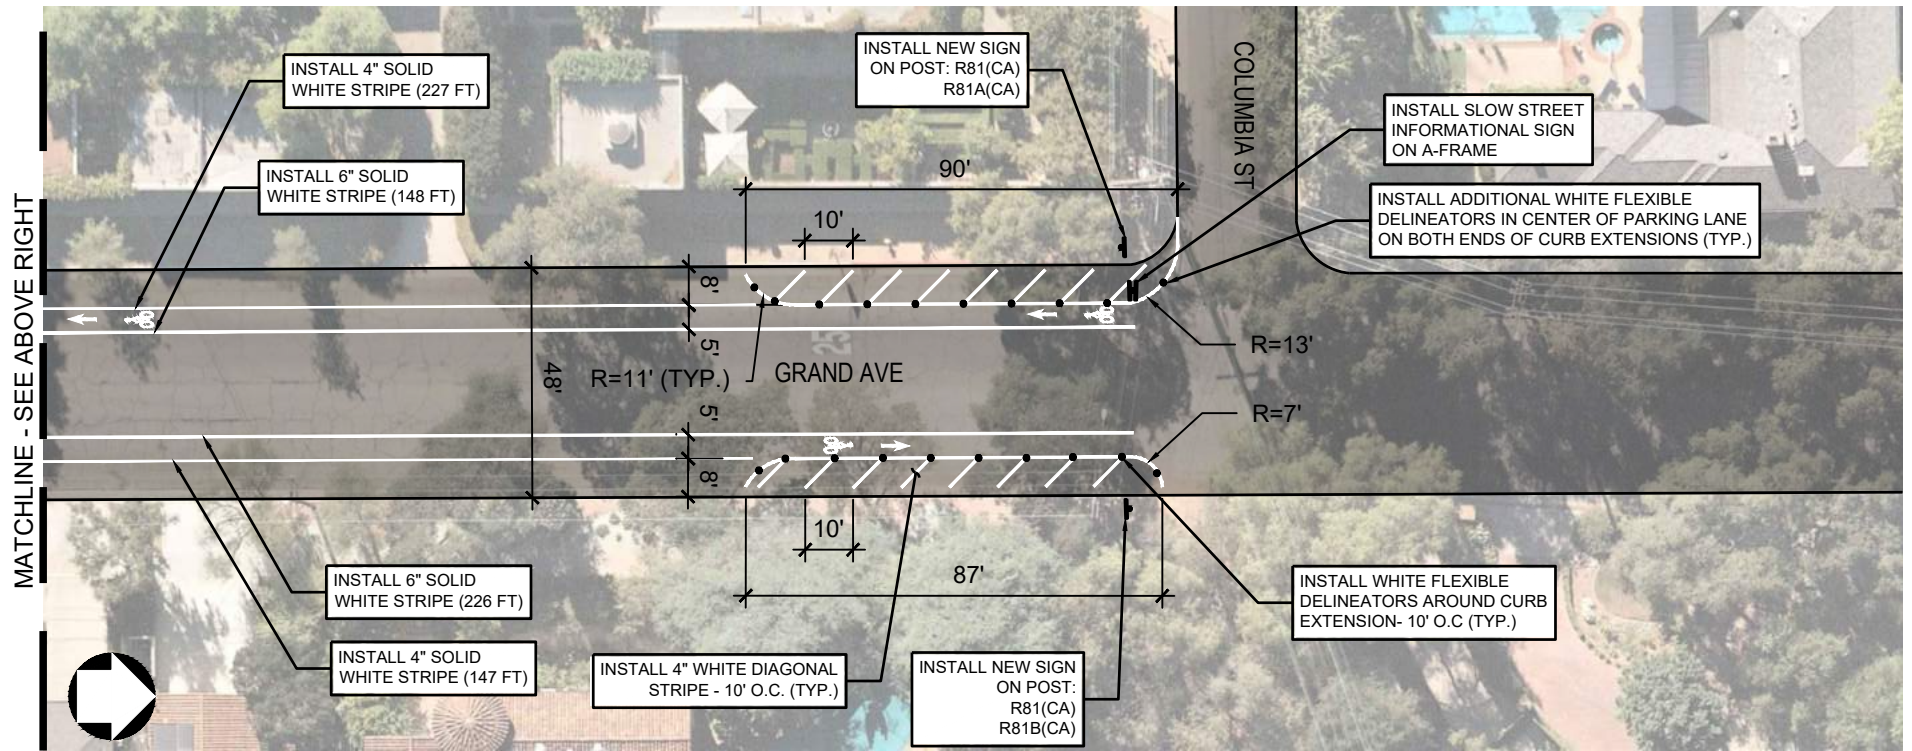 INSTALL 4" SOLID
WHITE STRIPE (227 FT)
INSTALL 6" SOLID
WHITE STRIPE (148 FT)
MATCHLINE - SEE ABOVE RIGHT
INSTALL NEW SIGN
ON POST: R81(CA)
R81A(CA)
COLUMBIA ST
INSTALL SLOW STREET
INFORMATIONAL SIGN
ON A-FRAME
INSTALL ADDITIONAL WHITE FLEXIBLE
DELINEATORS IN CENTER OF PARKING LANE
ON BOTH ENDS OF CURB EXTENSIONS (TYP.)
90'
10'
8'
5'
48'
R=11' (TYP.)
25
GRAND AVE
R=13'
5'
R=7'
8'
10'
87'
INSTALL 6" SOLID
WHITE STRIPE (226 FT)
INSTALL 4" SOLID
WHITE STRIPE (147 FT)
INSTALL 4" WHITE DIAGONAL
STRIPE - 10' O.C. (TYP.)
INSTALL NEW SIGN
ON POST:
R81(CA)
R81B(CA)
INSTALL WHITE FLEXIBLE
DELINEATORS AROUND CURB
EXTENSION- 10' O.C (TYP.)